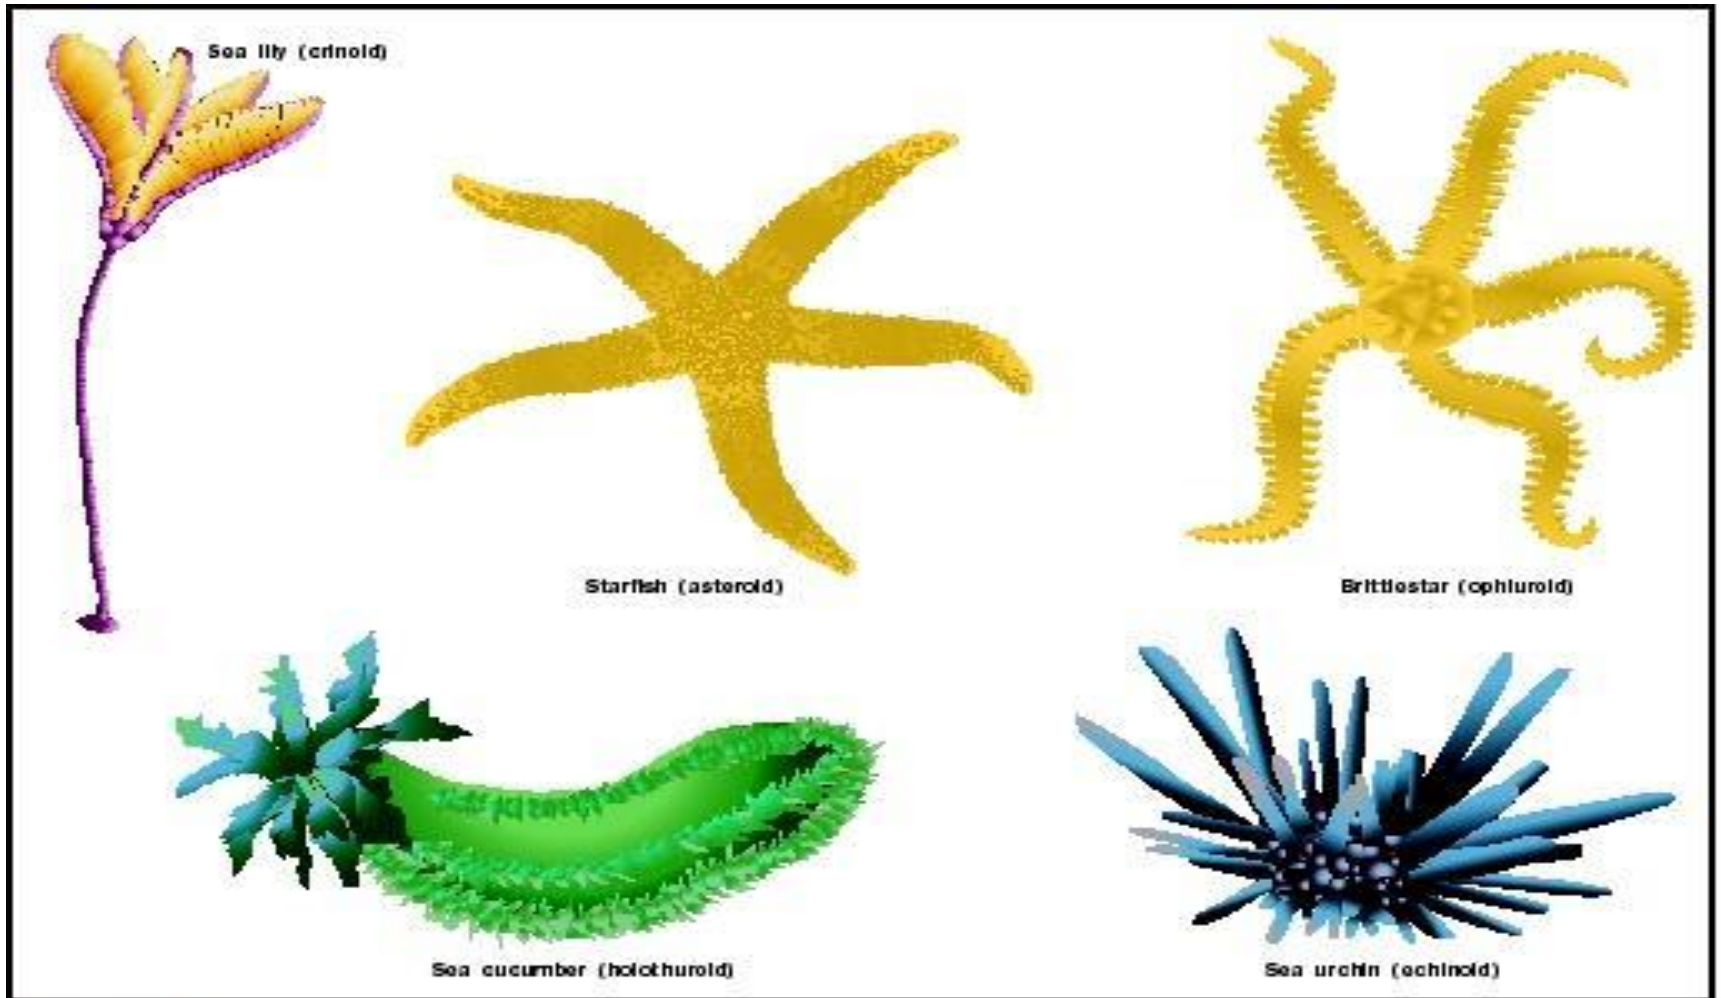 Sea lily (crinoid)
Starfish (asteroid)
Brittlestar (ophiuroid)
Sea cucumber (holothuroid)
Sea urchin (echinoid)